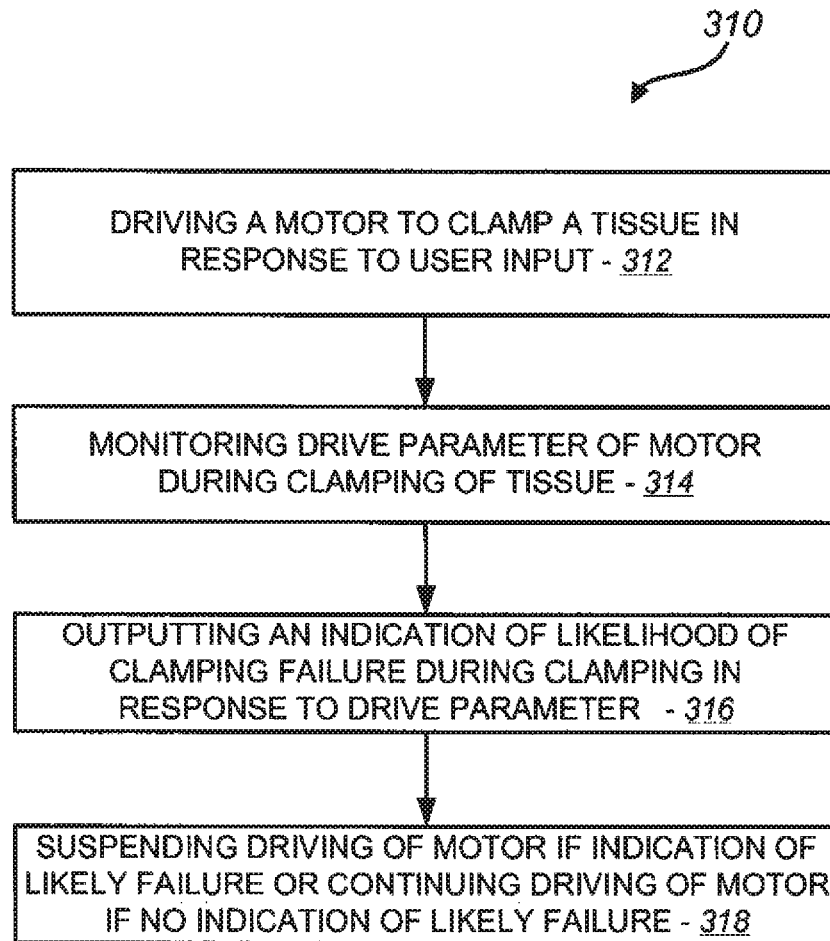 310
DRIVING A MOTOR TO CLAMP A TISSUE IN
RESPONSE TO USER INPUT - 312
MONITORING DRIVE PARAMETER OF MOTOR
DURING CLAMPING OF TISSUE - 314
OUTPUTTING AN INDICATION OF LIKELIHOOD OF
CLAMPING FAILURE DURING CLAMPING IN
RESPONSE TO DRIVE PARAMETER - 316
SUSPENDING DRIVING OF MOTOR IF INDICATION OF
LIKELY FAILURE OR CONTINUING DRIVING OF MOTOR
IF NO INDICATION OF LIKELY FAILURE - 318